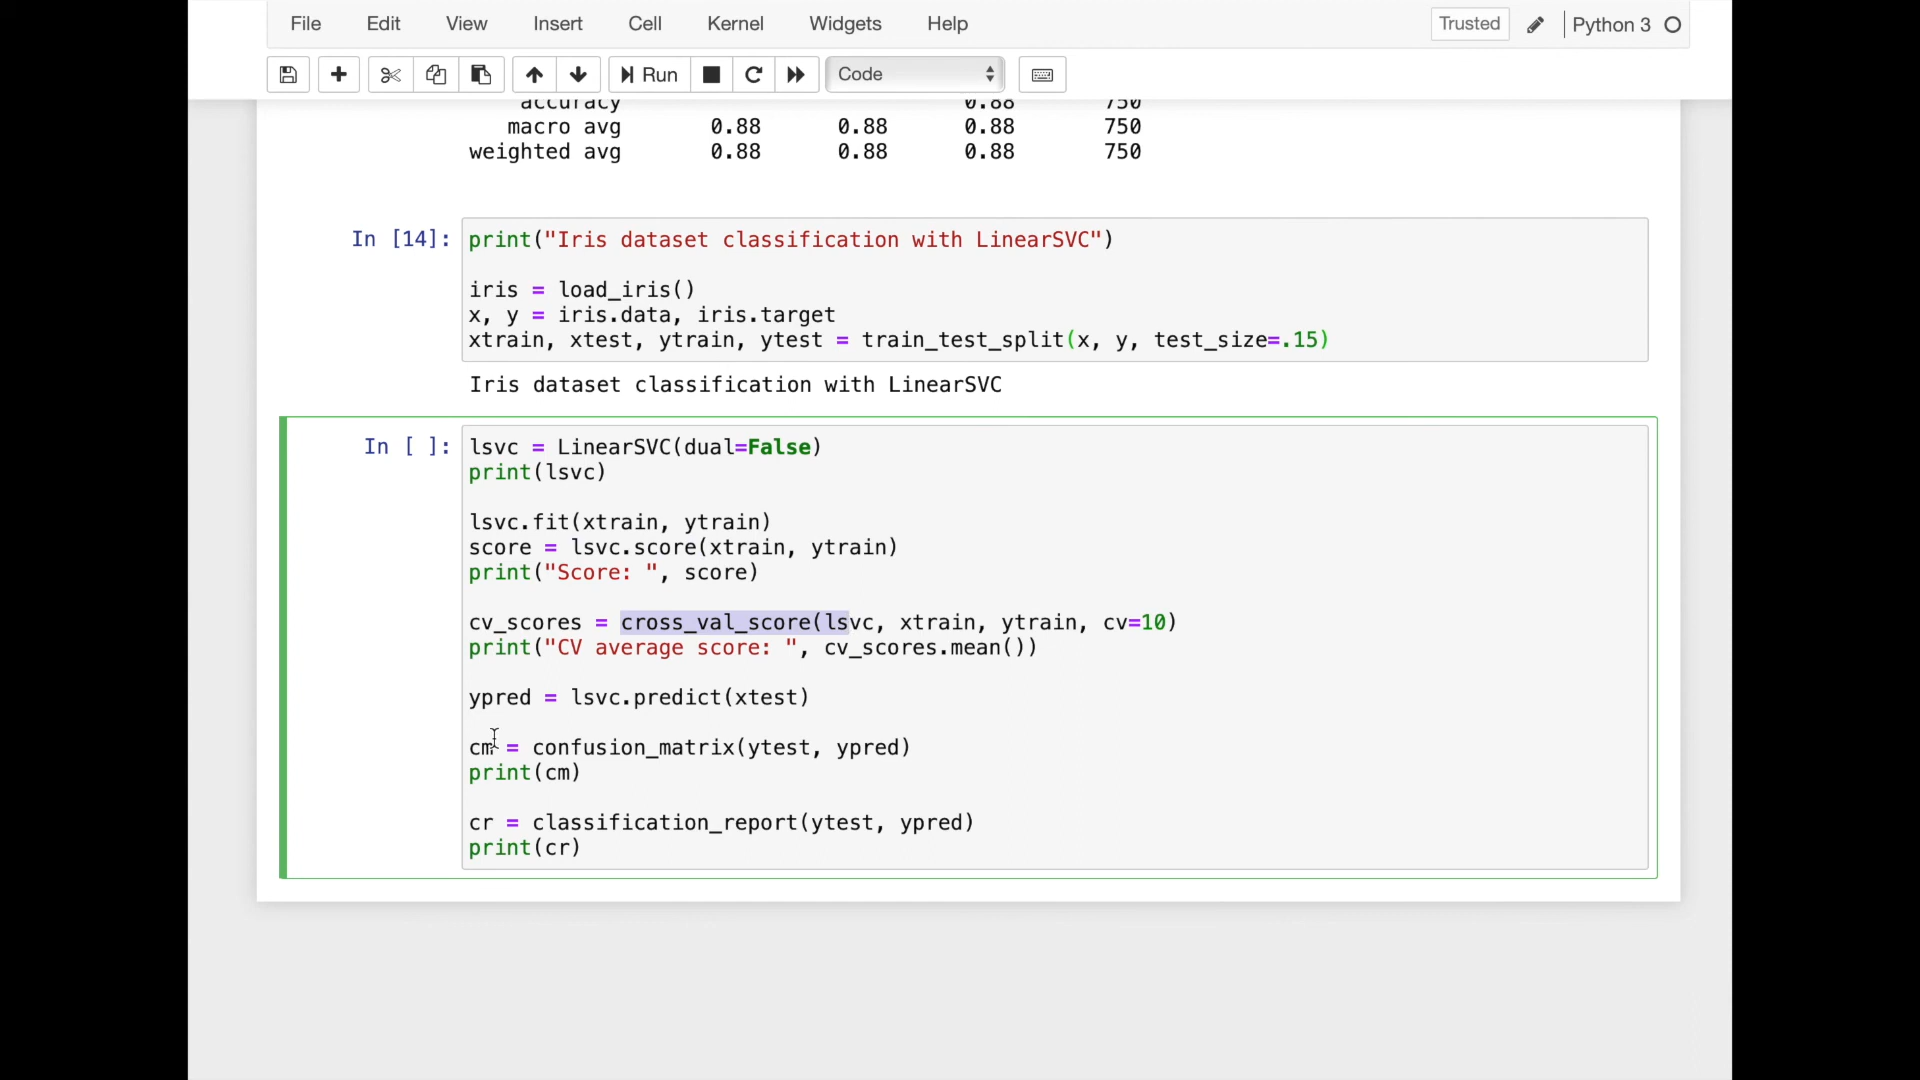 File Edit View Insert Cell Kernel Widgets Help Trusted Python 3
Run Code
accuracy 0.88 750
macro avg 0.88 0.88 0.88 750
weighted avg 0.88 0.88 0.88 750
In [14]: print("Iris dataset classification with LinearSVC")
iris = load_iris()
x, y = iris.data, iris.target
xtrain, xtest, ytrain, ytest = train_test_split(x, y, test_size=.15)
Iris dataset classification with LinearSVC
In [ ]: lsvc = LinearSVC(dual=False)
print(lsvc)
lsvc.fit(xtrain, ytrain)
score = lsvc.score(xtrain, ytrain)
print("Score: ", score)
cv_scores = cross_val_score(lsvc, xtrain, ytrain, cv=10)
print("CV average score: ", cv_scores.mean())
ypred = lsvc.predict(xtest)
cm = confusion_matrix(ytest, ypred)
print(cm)
cr = classification_report(ytest, ypred)
print(cr)